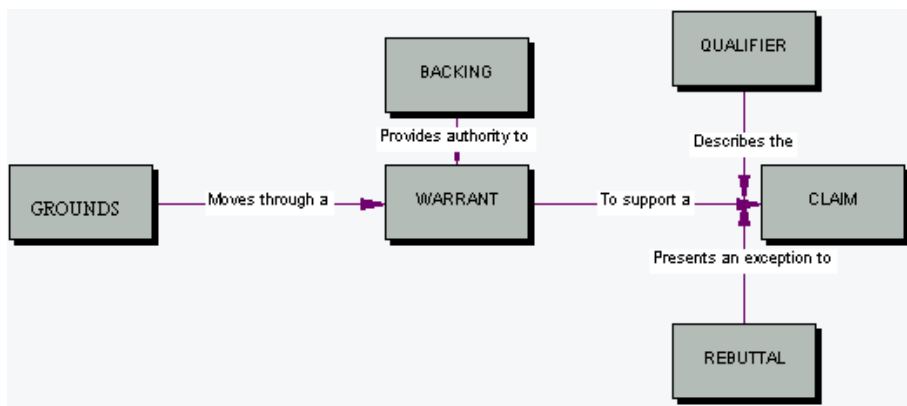 QUALIFIER
BACKING
Provides authority to
Describes the
GROUNDS
Moves through a
WARRANT
To support a
CLAIM
Presents an exception to
REBUTTAL